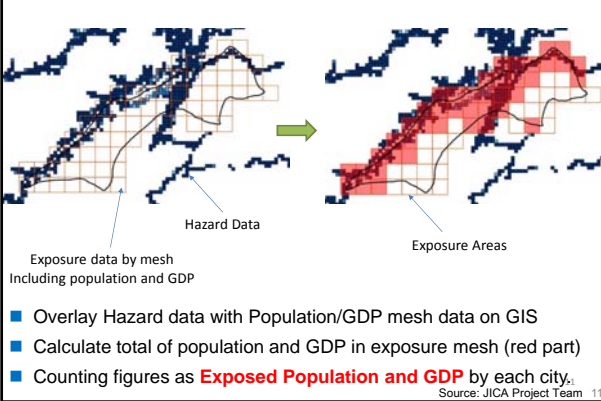 Hazard Data
Exposure data by mesh
Including population and GDP
Exposure Areas
Overlay Hazard data with Population/GDP mesh data on GIS
Calculate total of population and GDP in exposure mesh (red part)
Counting figures as Exposed Population and GDP by each city.
Source: JICA Project Team 11